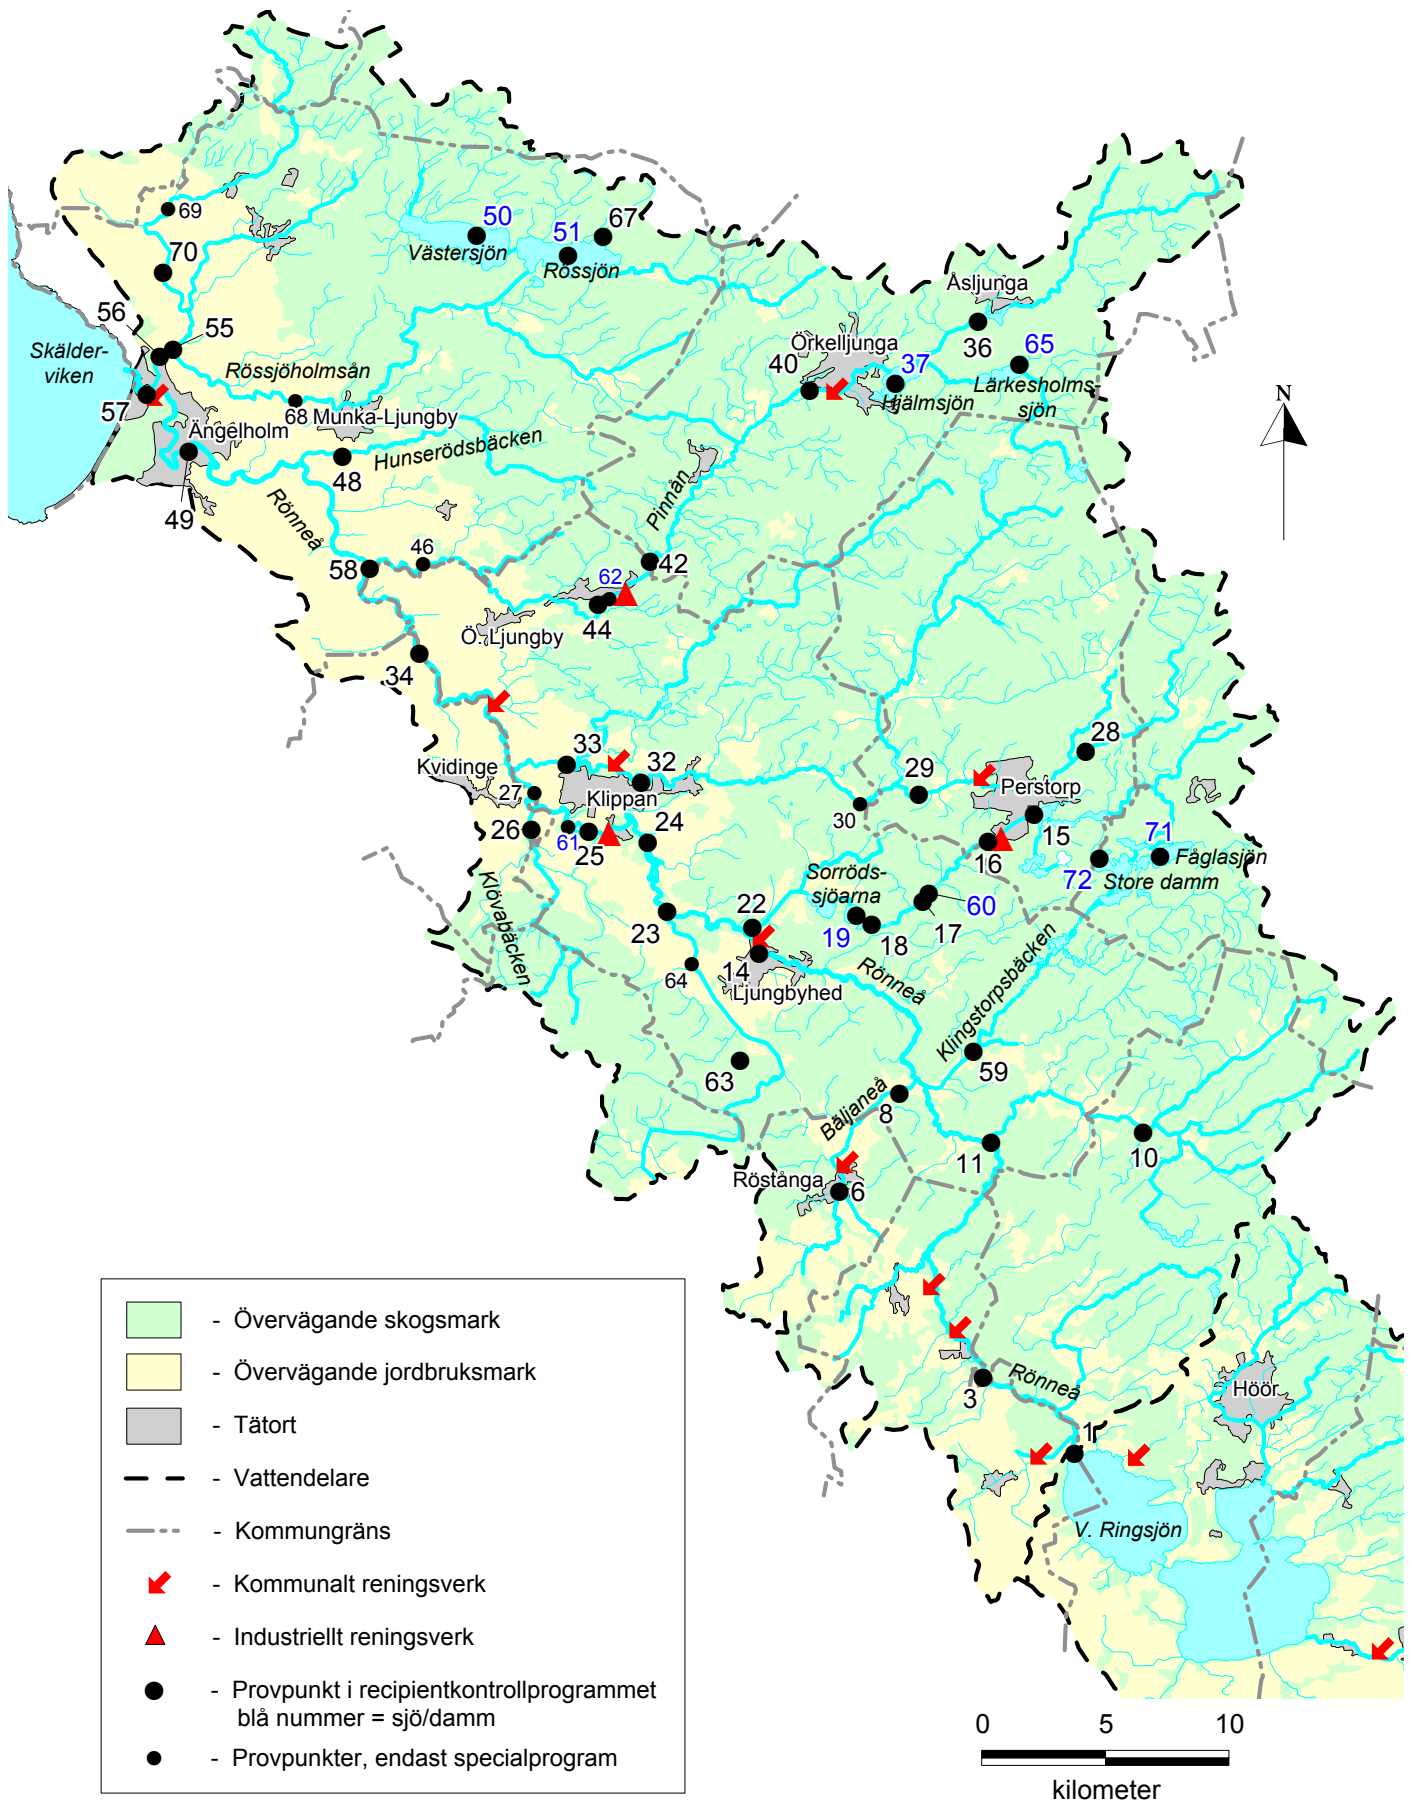 69
50
51
67
Västersjön
Rössjön
70
Åsljunga
56
55
Skälder-
viken
Örkelljunga
36
65
40
37
Rössjöholmsån
Lärkesholms-
sjön
Hjälmsjön
57
68
Munka-Ljungby
Ängelholm
Hunserödsbäcken
N
48
49
Rönneå
Pinnån
46
58
62
42
44
Ö. Ljungby
34
28
33
32
Kvidinge
29
Perstorp
27
Klippan
30
26
61
25
24
15
16
71
Fåglasjön
72
Store damm
Sorröds-
sjöarna
Klövabäcken
60
17
22
23
19
18
14
Rönneå
64
Ljungbyhed
Klingstorpsbäcken
63
59
Bäljaneå
8
11
10
Röstånga
6
Rönneå
3
Höör
1
V. Ringsjön
- Övervägande skogsmark
- Övervägande jordbruksmark
- Tätort
- Vattendelare
- Kommungräns
- Kommunalt reningsverk
- Industriellt reningsverk
- Provpunkt i recipientkontrollprogrammet
blå nummer = sjö/damm
- Provpunkter, endast specialprogram
0 5 10
kilometer